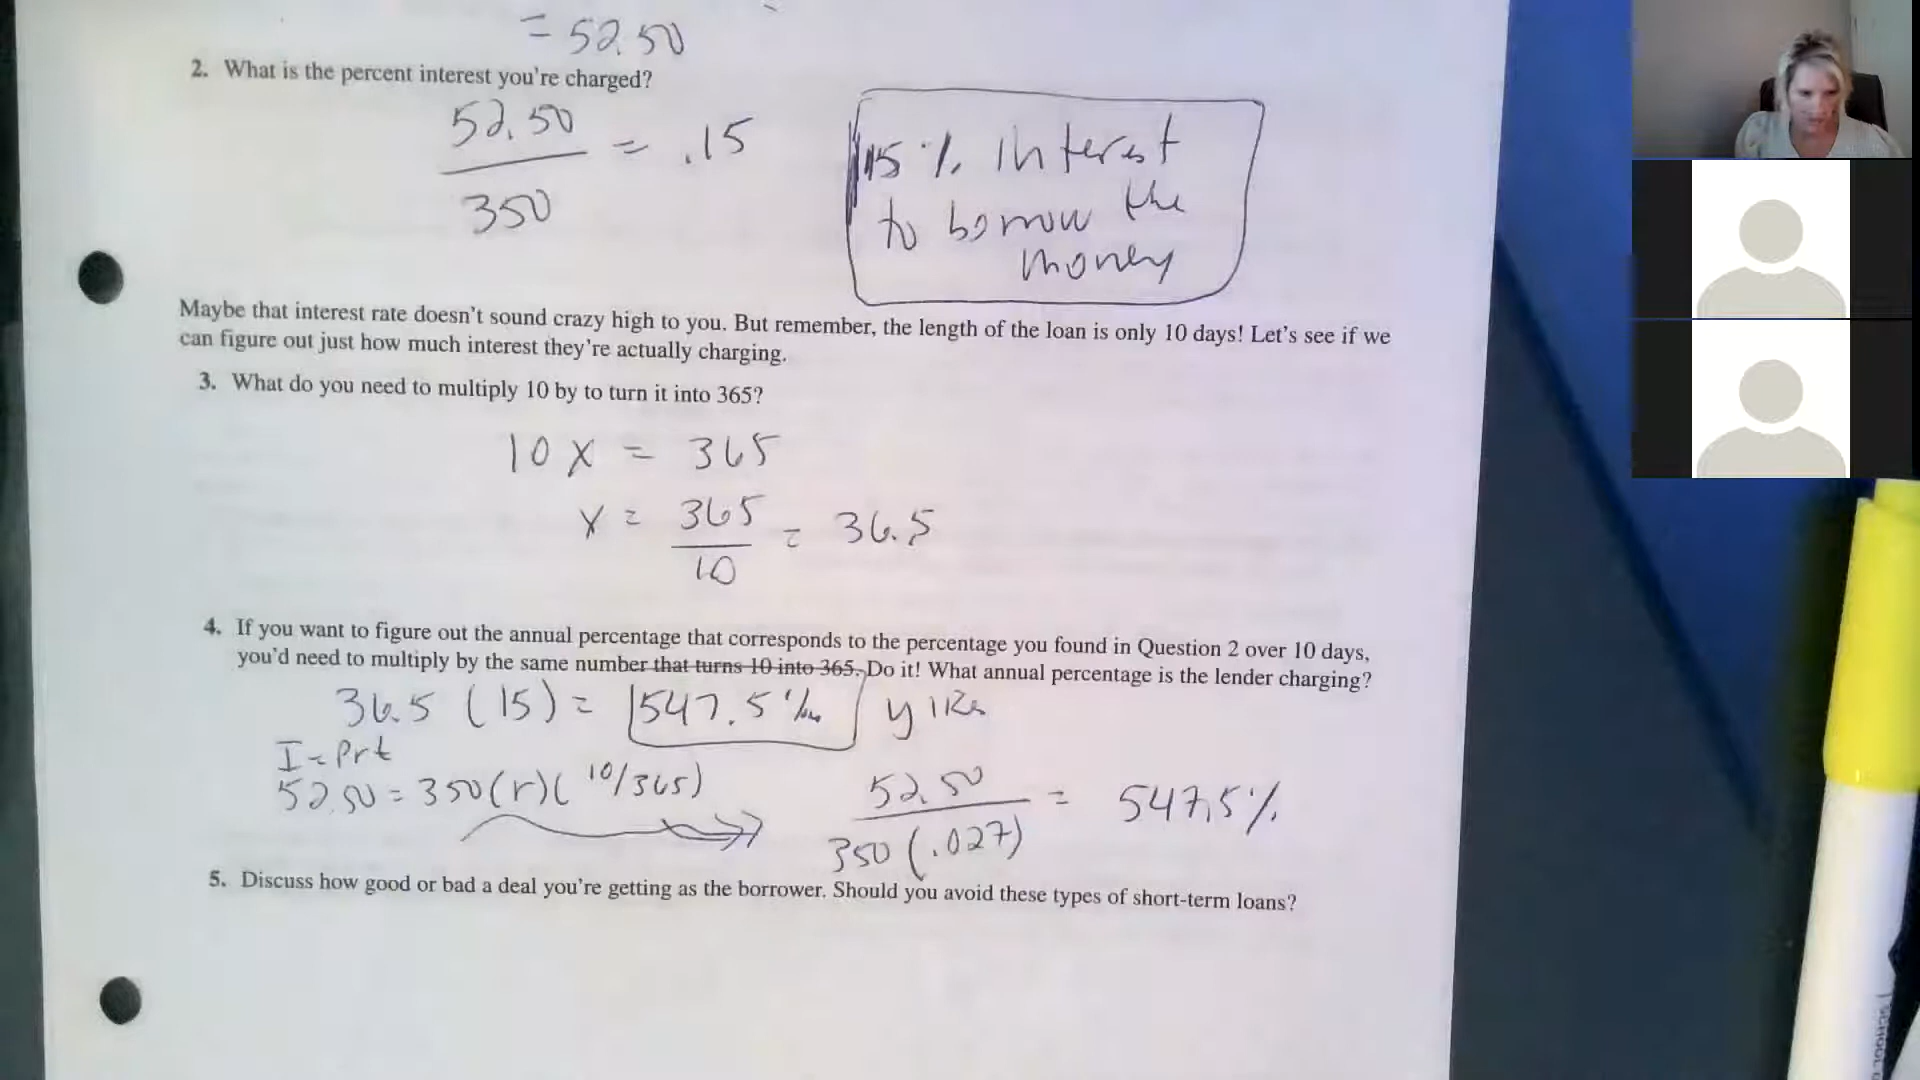 = 52.50
2. What is the percent interest you're charged?
52.50
350
= .15
15% interest
to borrow the
money
Maybe that interest rate doesn't sound crazy high to you. But remember, the length of the loan is only 10 days! Let's see if we
can figure out just how much interest they're actually charging.
3. What do you need to multiply 10 by to turn it into 365?
10 x = 365
x = 365
10
= 36.5
4. If you want to figure out the annual percentage that corresponds to the percentage you found in Question 2 over 10 days,
you'd need to multiply by the same number that turns 10 into 365. Do it! What annual percentage is the lender charging?
36.5 (15) = 547.5% yikes
I = Prt
52.50 = 350(r)(10/365)
52.50
350 (.027)
= 547.5%
5. Discuss how good or bad a deal you're getting as the borrower. Should you avoid these types of short-term loans?